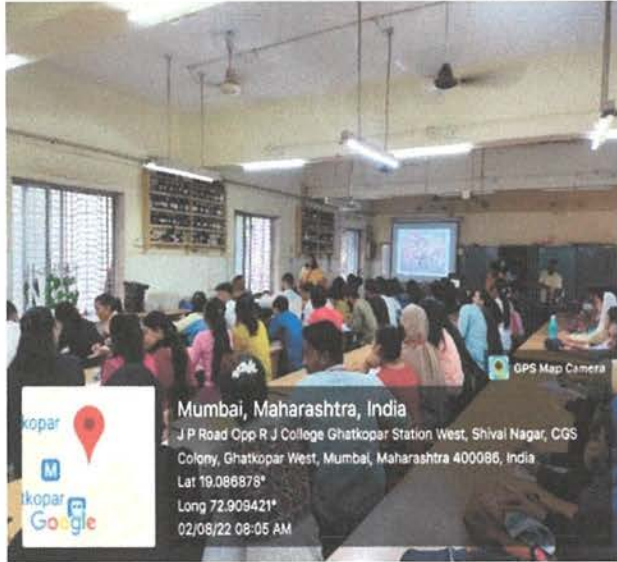 GPS Map Camera
Mumbai, Maharashtra, India
J P Road Opp R J College Ghatkopar Station West, Shivai Nagar, CGS
Colony, Ghatkopar West, Mumbai, Maharashtra 400086, India
Lat 19.086878°
Long 72.909421°
02/08/22 08:05 AM
kopar
M
tkopar
Google